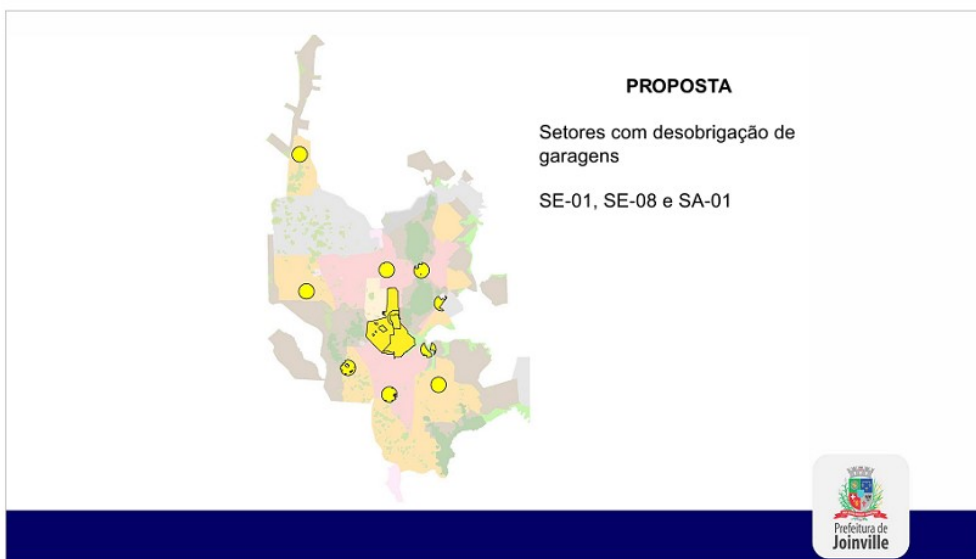 PROPOSTA
Setores com desobrigação de
garagens
SE-01, SE-08 e SA-01
Prefeitura de
Joinville